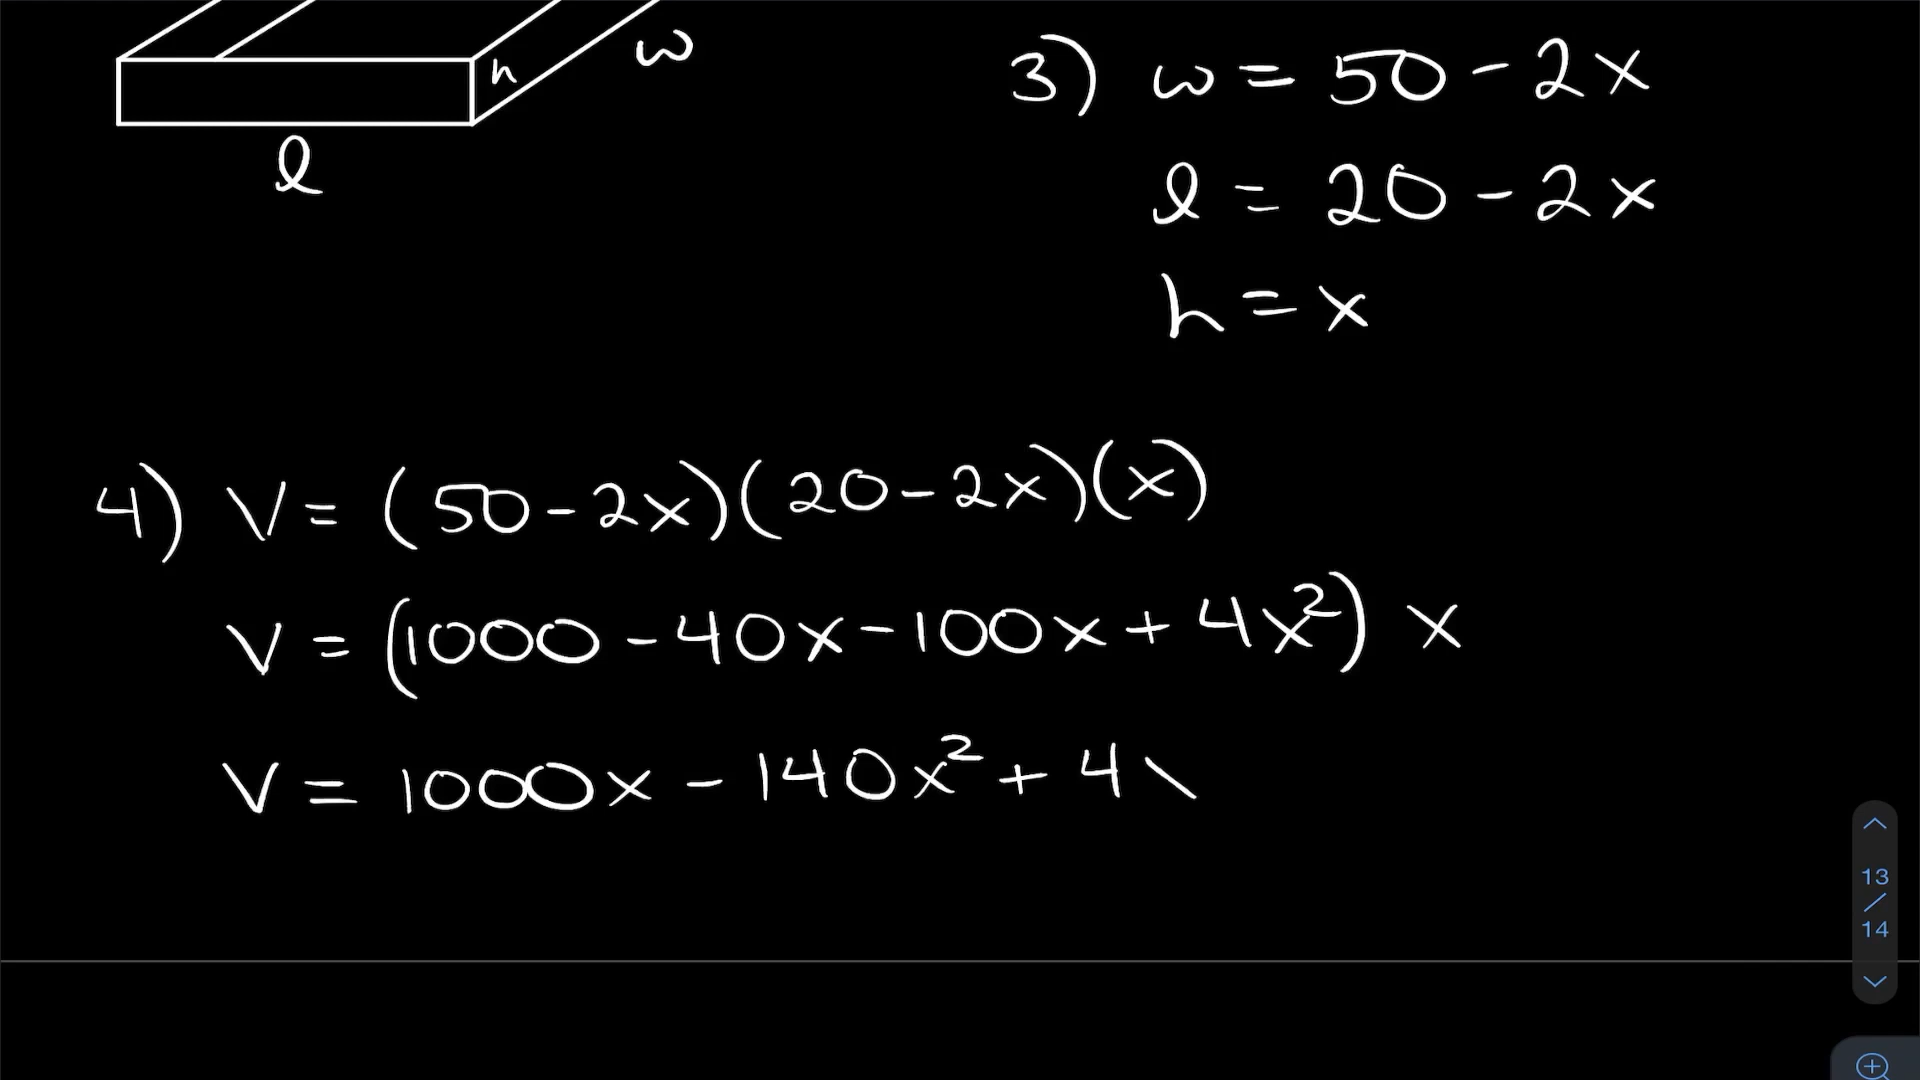 h
w
l
3) w = 50 - 2x
l = 20 - 2x
h = x
4) V = (50 - 2x)(20 - 2x)(x)
V = (1000 - 40x - 100x + 4x²) x
V = 1000x - 140x² + 4\
13
/
14